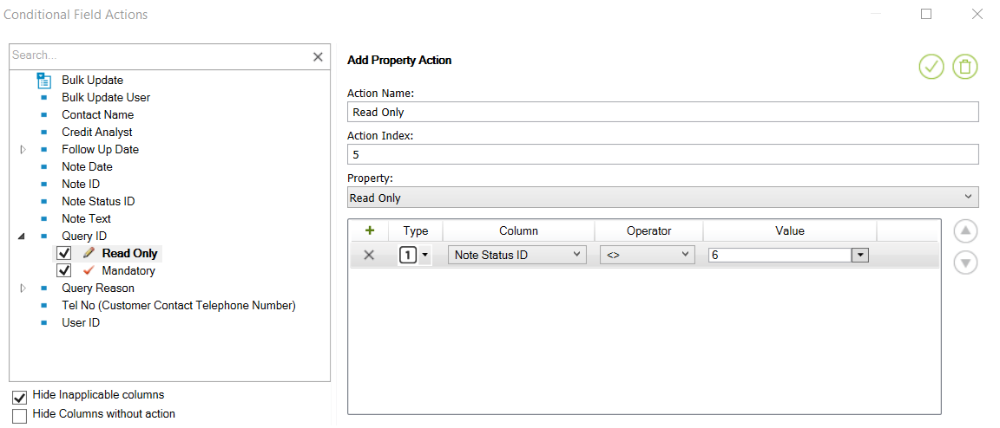 Conditional Field Actions
Search...
Bulk Update
Bulk Update User
Contact Name
Credit Analyst
Follow Up Date
Note Date
Note ID
Note Status ID
Note Text
Query ID
Read Only
Mandatory
Query Reason
Tel No (Customer Contact Telephone Number)
User ID
Hide Inapplicable columns
Hide Columns without action
Add Property Action
Action Name:
Read Only
Action Index:
5
Property:
Read Only
Type Column Operator Value
1 Note Status ID <> 6